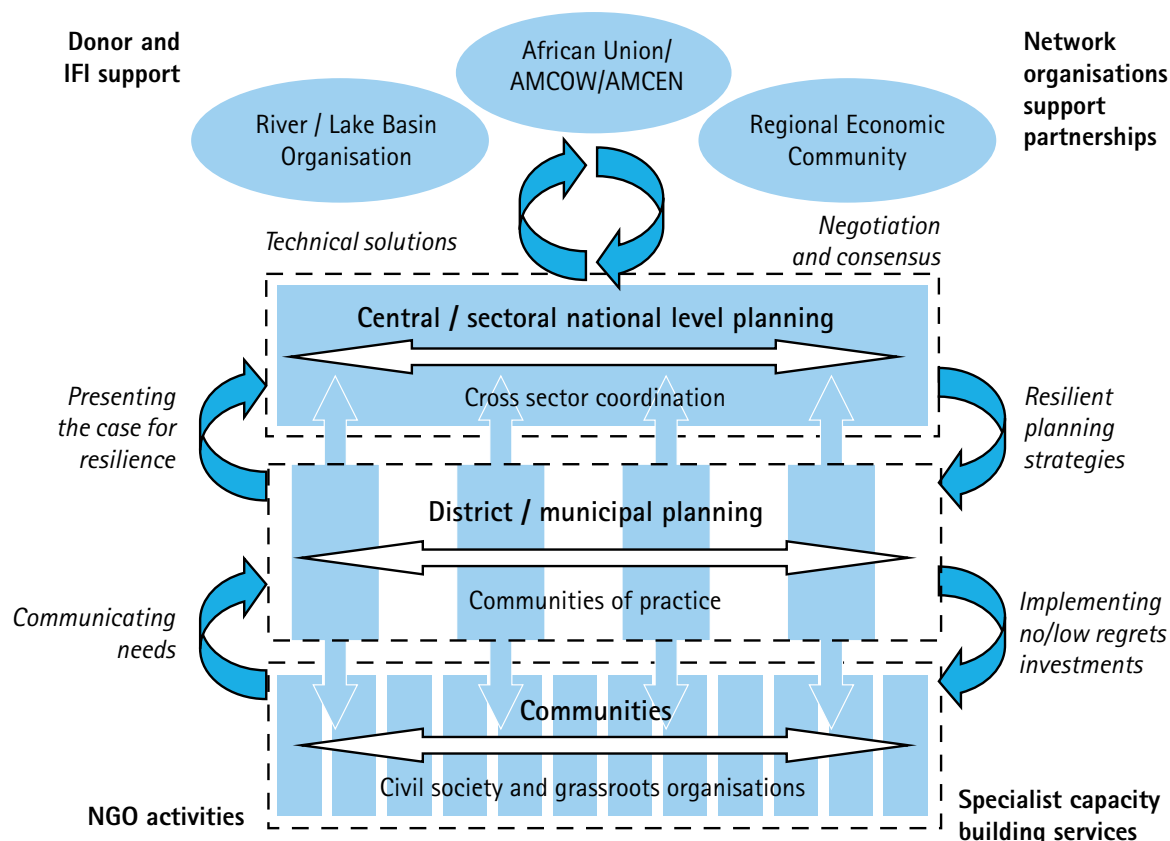 Donor and
IFI support
African Union/
AMCOW/AMCEN
Network
organisations
support
partnerships
River / Lake Basin
Organisation
Regional Economic
Community
Technical solutions
Negotiation
and consensus
Central / sectoral national level planning
Cross sector coordination
Presenting
the case for
resilience
Resilient
planning
strategies
District / municipal planning
Communities of practice
Communicating
needs
Implementing
no/low regrets
investments
Communities
Civil society and grassroots organisations
NGO activities
Specialist capacity
building services